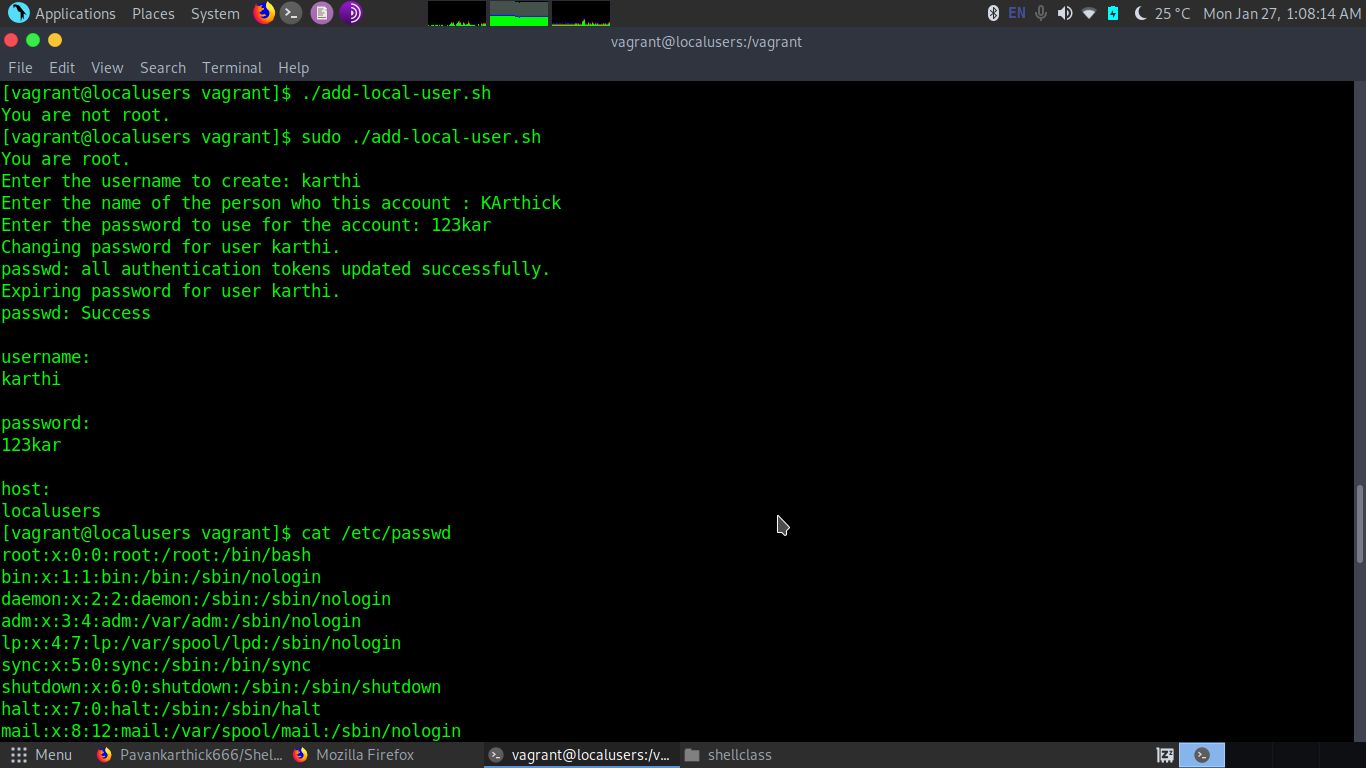 Applications Places System EN 25 °C Mon Jan 27, 1:08:14 AM
vagrant@localusers:/vagrant
File Edit View Search Terminal Help
[vagrant@localusers vagrant]$ ./add-local-user.sh
You are not root.
[vagrant@localusers vagrant]$ sudo ./add-local-user.sh
You are root.
Enter the username to create: karthi
Enter the name of the person who this account : KArthick
Enter the password to use for the account: 123kar
Changing password for user karthi.
passwd: all authentication tokens updated successfully.
Expiring password for user karthi.
passwd: Success
username:
karthi
password:
123kar
host:
localusers
[vagrant@localusers vagrant]$ cat /etc/passwd
root:x:0:0:root:/root:/bin/bash
bin:x:1:1:bin:/bin:/sbin/nologin
daemon:x:2:2:daemon:/sbin:/sbin/nologin
adm:x:3:4:adm:/var/adm:/sbin/nologin
lp:x:4:7:lp:/var/spool/lpd:/sbin/nologin
sync:x:5:0:sync:/sbin:/bin/sync
shutdown:x:6:0:shutdown:/sbin:/sbin/shutdown
halt:x:7:0:halt:/sbin:/sbin/halt
mail:x:8:12:mail:/var/spool/mail:/sbin/nologin
Menu Pavankarthick666/Shel... Mozilla Firefox vagrant@localusers:/v... shellclass